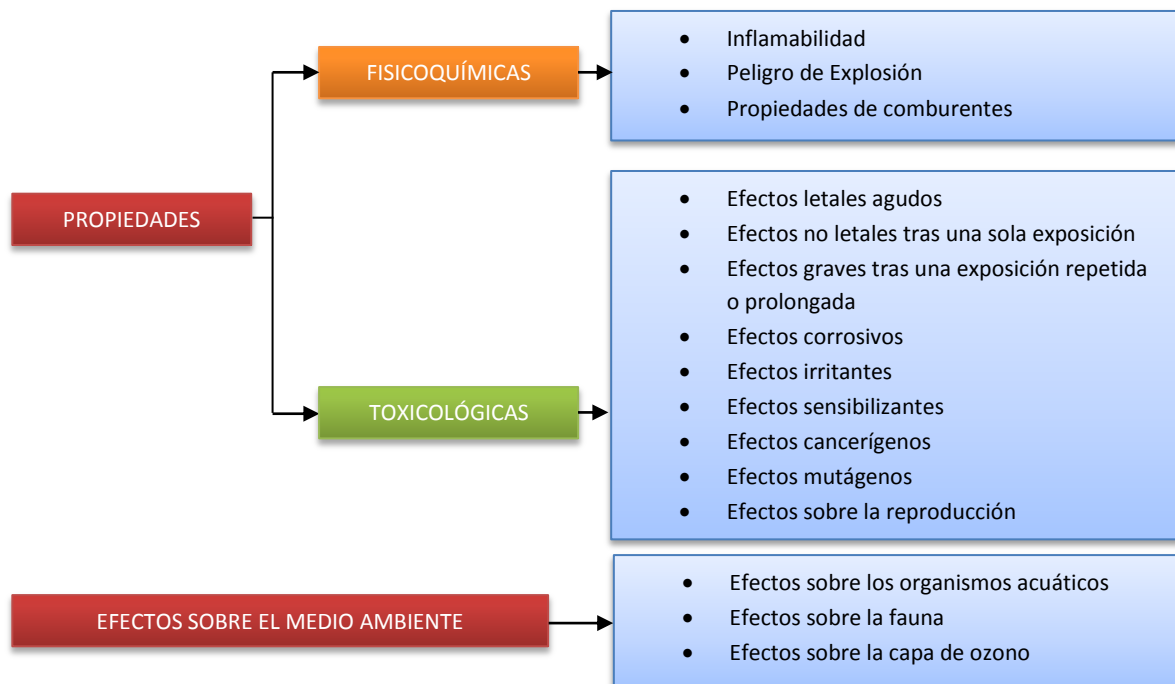 PROPIEDADES
FISICOQUÍMICAS
• Inflamabilidad
• Peligro de Explosión
• Propiedades de comburentes
TOXICOLÓGICAS
• Efectos letales agudos
• Efectos no letales tras una sola exposición
• Efectos graves tras una exposición repetida
o prolongada
• Efectos corrosivos
• Efectos irritantes
• Efectos sensibilizantes
• Efectos cancerígenos
• Efectos mutágenos
• Efectos sobre la reproducción
EFECTOS SOBRE EL MEDIO AMBIENTE
• Efectos sobre los organismos acuáticos
• Efectos sobre la fauna
• Efectos sobre la capa de ozono